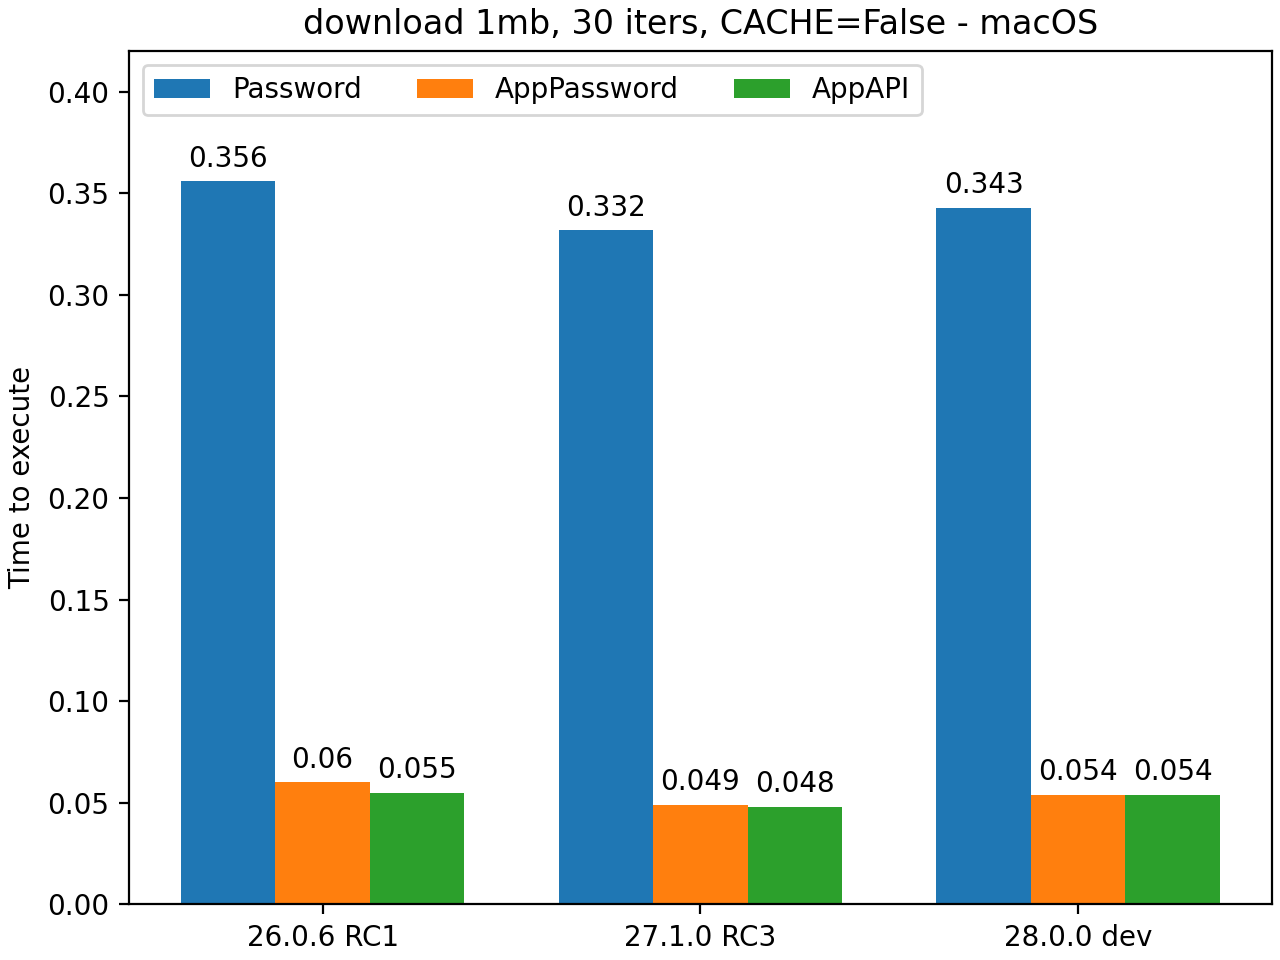 download 1mb, 30 iters, CACHE=False - macOS
Password AppPassword AppAPI
Time to execute
0.40
0.35
0.30
0.25
0.20
0.15
0.10
0.05
0.00
0.356 0.06 0.055
0.332 0.049 0.048
0.343 0.054 0.054
26.0.6 RC1 27.1.0 RC3 28.0.0 dev